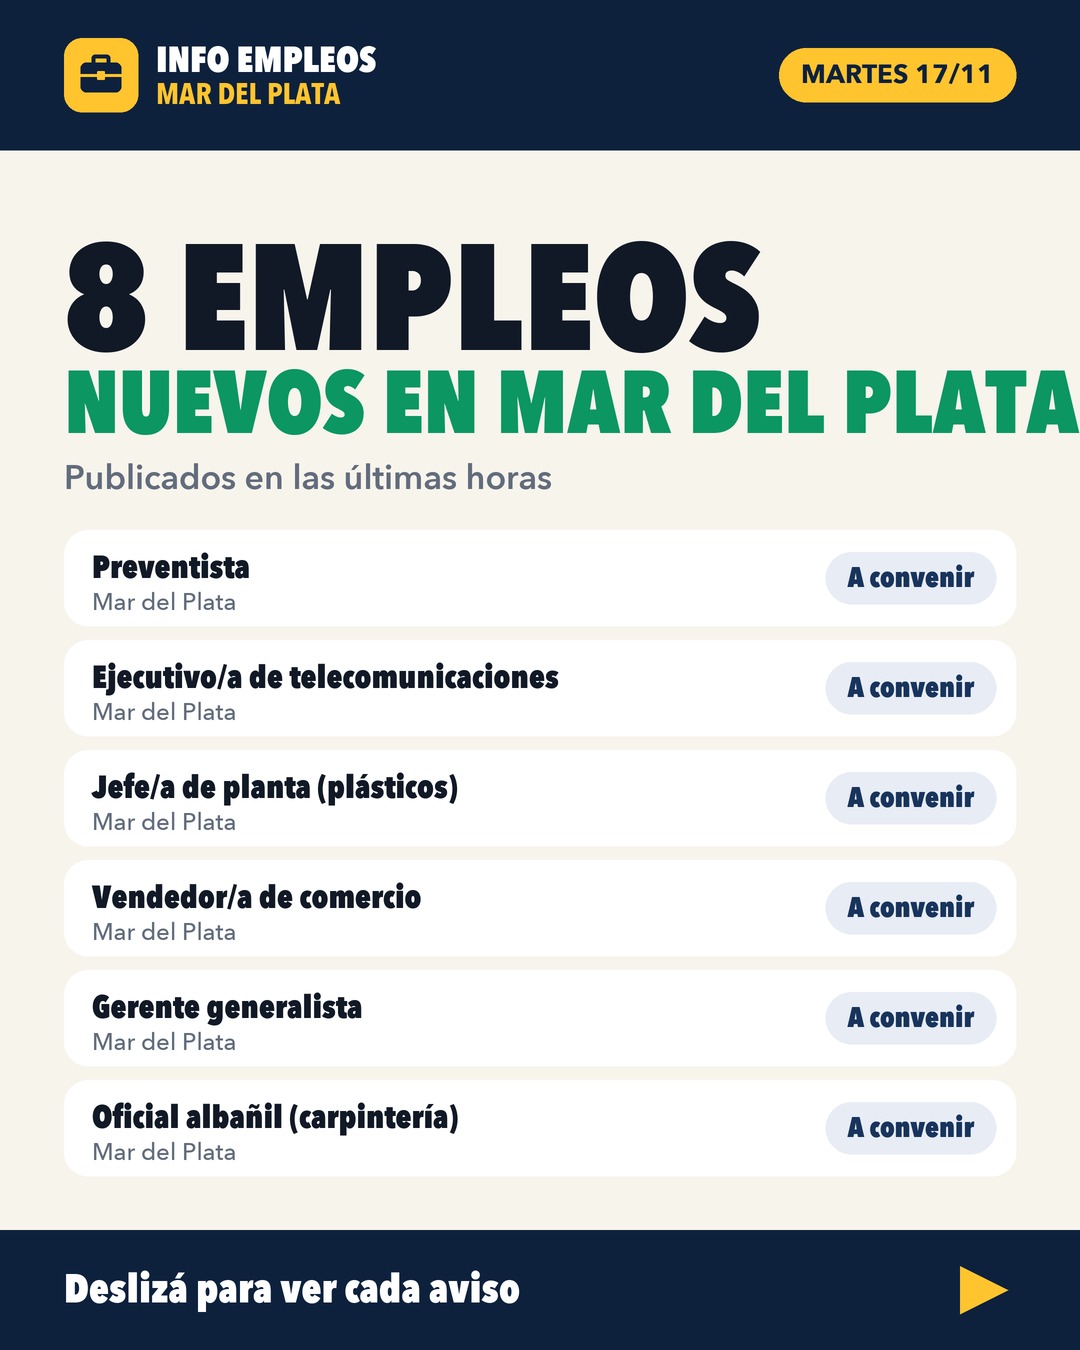 INFO EMPLEOS
MAR DEL PLATA
MARTES 17/11
8 EMPLEOS
NUEVOS EN MAR DEL PLATA
Publicados en las últimas horas
Preventista
Mar del Plata
A convenir
Ejecutivo/a de telecomunicaciones
Mar del Plata
A convenir
Jefe/a de planta (plásticos)
Mar del Plata
A convenir
Vendedor/a de comercio
Mar del Plata
A convenir
Gerente generalista
Mar del Plata
A convenir
Oficial albañil (carpintería)
Mar del Plata
A convenir
Deslizá para ver cada aviso